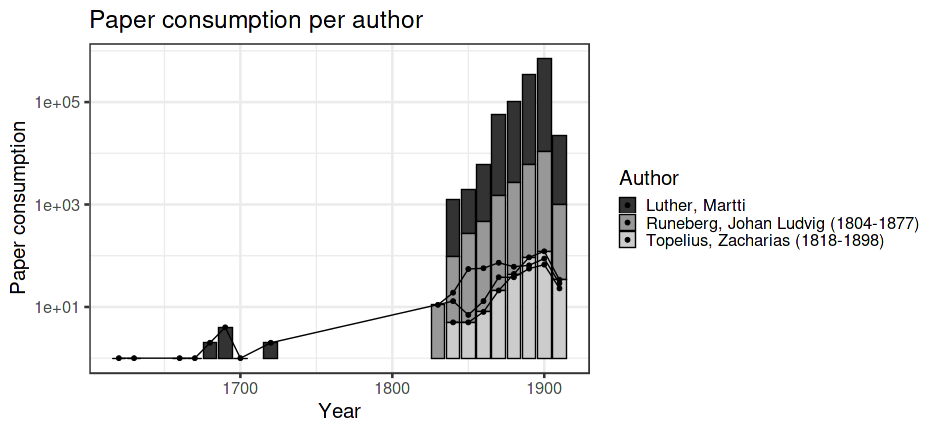 Paper consumption per author
Paper consumption
1e+05
1e+03
1e+01
1700
1800
1900
Year
Author
Luther, Martti
Runeberg, Johan Ludvig (1804-1877)
Topelius, Zacharias (1818-1898)